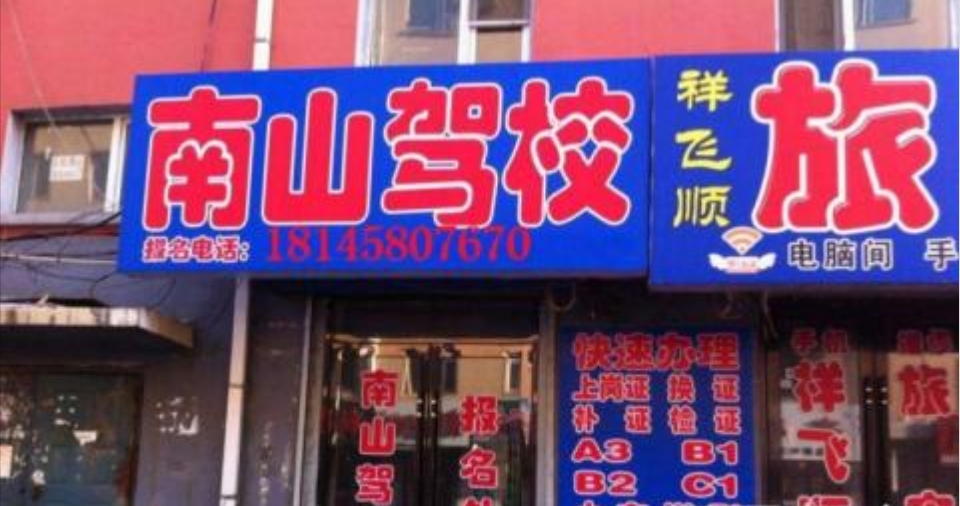 南山驾校
报名电话：18145807670
祥飞顺
旅
电脑间 手
南山驾
报名
快速办理
上岗证 换 证
补 证 检 证
A3 B1
B2 C1
手机
祥飞顺
旅